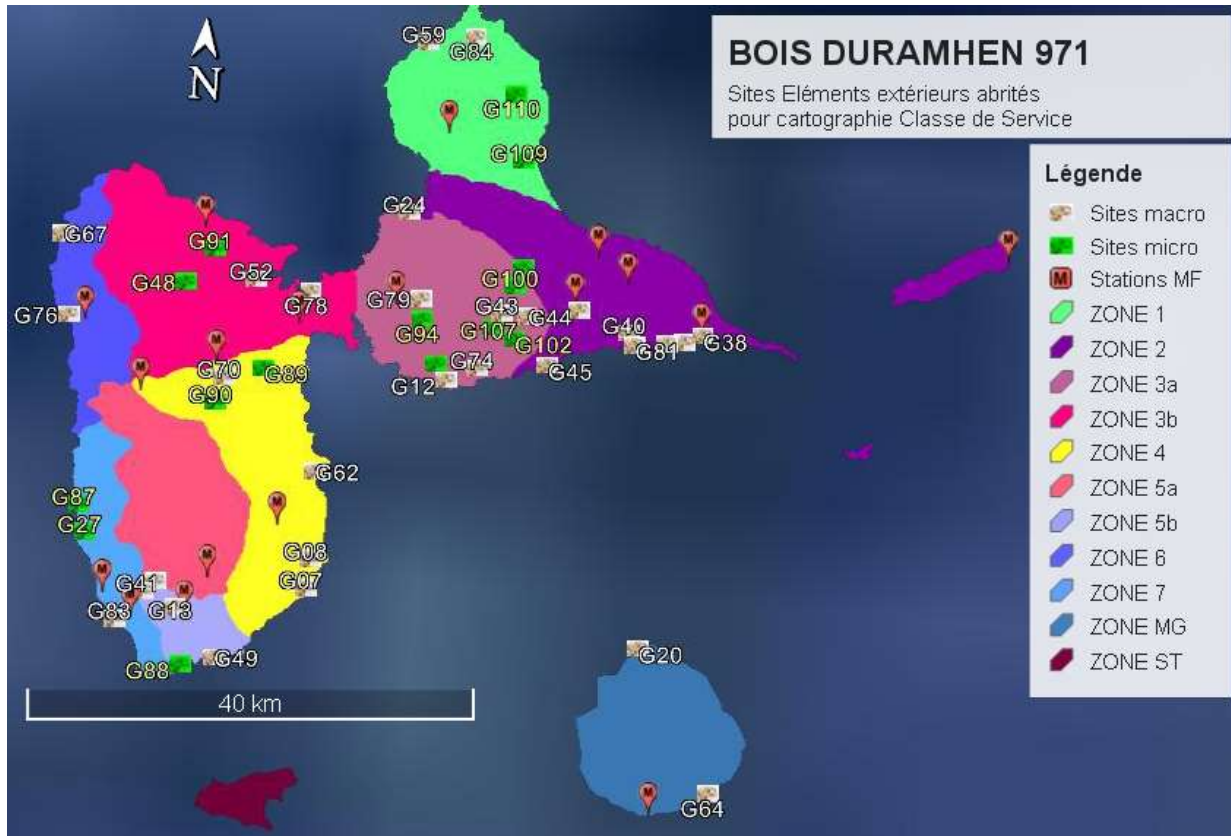 BOIS DURAMHEN 971
Sites Eléments extérieurs abrités
pour cartographie Classe de Service
N
G59
G84
G110
G109
G24
G67
G91
G48
G52
G76
G78
G79
G94
G100
G43
G44
G107
G102
G40
G81
G38
G45
G74
G12
G70
G89
G90
G62
G87
G27
G08
G07
G41
G13
G83
G88
G49
G20
G64
40 km
Légende
Sites macro
Sites micro
M Stations MF
ZONE 1
ZONE 2
ZONE 3a
ZONE 3b
ZONE 4
ZONE 5a
ZONE 5b
ZONE 6
ZONE 7
ZONE MG
ZONE ST